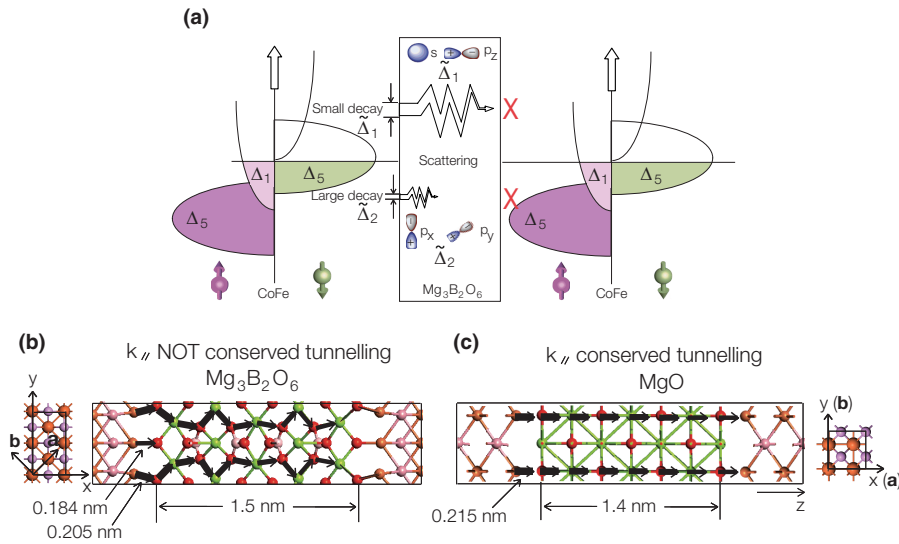 (a)
s + − p_z
Δ̃₁
Small decay
Δ̃₁
Scattering
Δ₁
Δ₅
Large decay
Δ̃₂
Δ₅
− + p_x p_y
Δ̃₂
CoFe
Mg₃B₂O₆
X
X
Δ₁
Δ₅
Δ₅
CoFe
(b)
k∥ NOT conserved tunnelling
Mg₃B₂O₆
y
b
a
x
0.184 nm
0.205 nm
1.5 nm
(c)
k∥ conserved tunnelling
MgO
y (b)
x (a)
0.215 nm
1.4 nm
z